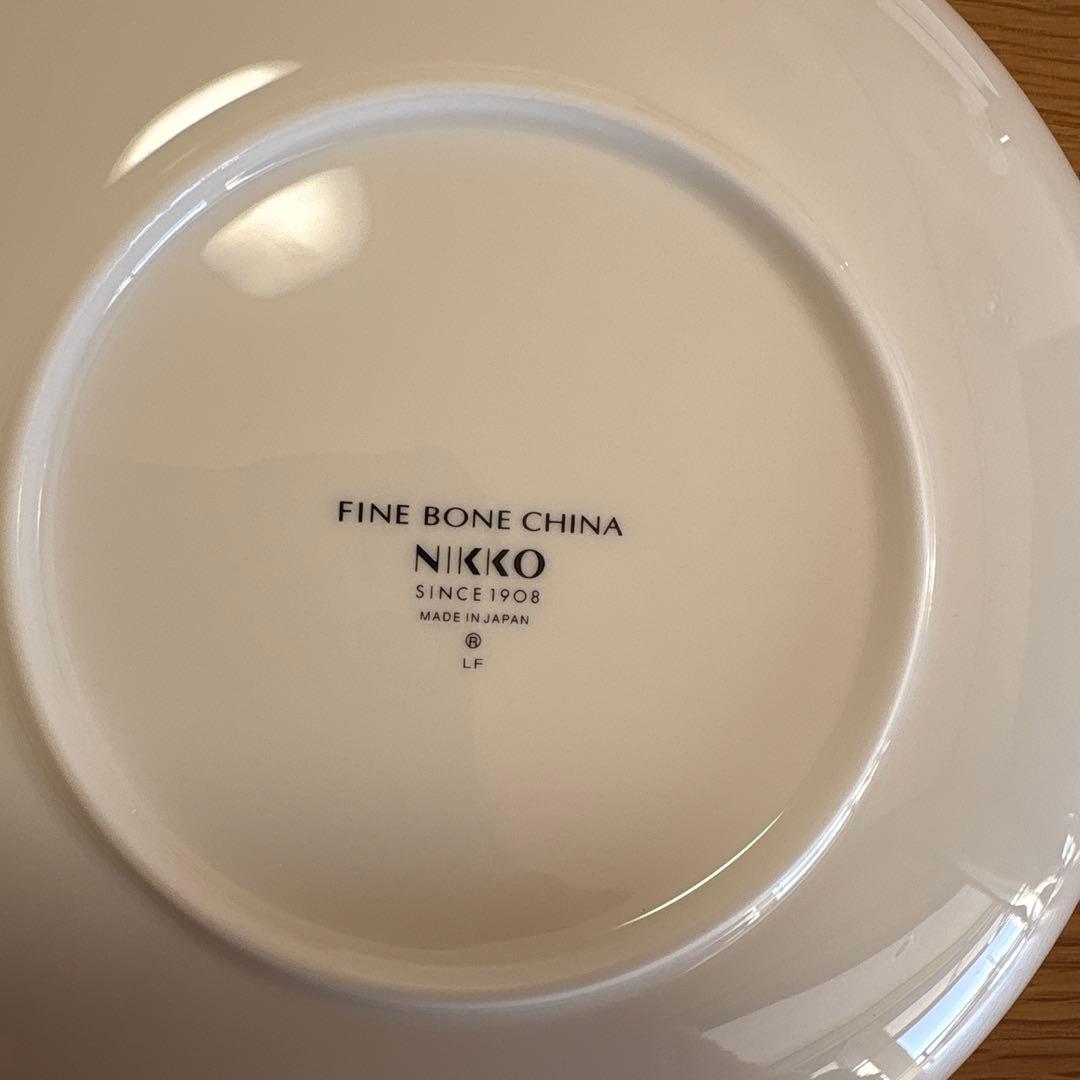 FINE BONE CHINA
NIKKO
SINCE 1908
MADE IN JAPAN
®
LF